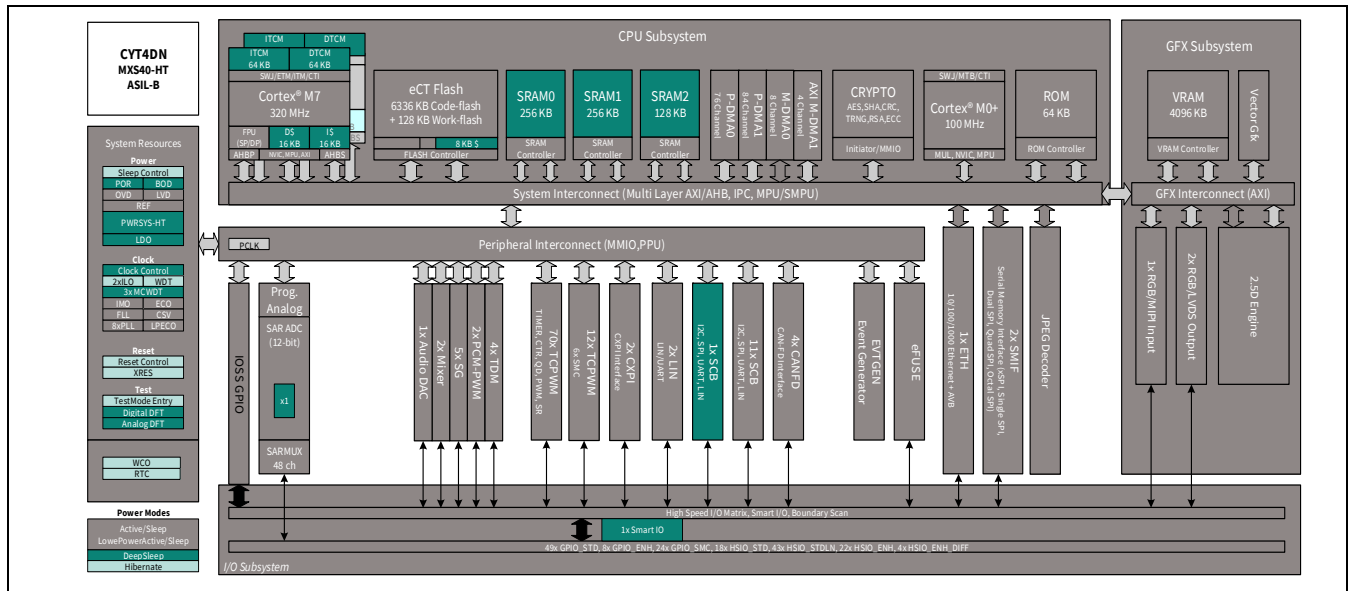 CYT4DN
MXS40-HT
ASIL-B
System Resources
Power
Sleep Control
POR BOD
OVD LVD
REF
PWRSYS-HT
LDO
Clock
Clock Control
2xILO WDT
3x MCWDT
IMO ECO
FLL CSV
8xPLL LPECO
Reset
Reset Control
XRES
Test
TestMode Entry
Digital DFT
Analog DFT
WCO
RTC
Power Modes
Active/Sleep
LowePowerActive/Sleep
DeepSleep
Hibernate
CPU Subsystem
ITCM DTCM
ITCM
64 KB
DTCM
64 KB
SWJ/ETM/ITM/CTI
Cortex® M7
320 MHz
FPU
(SP/DP)
D$
16 KB
I$
16 KB
AHBP NVIC, MPU, AXI AHBS
eCT Flash
6336 KB Code-flash
+ 128 KB Work-flash
8 KB $
FLASH Controller
SRAM0
256 KB
SRAM
Controller
SRAM1
256 KB
SRAM
Controller
SRAM2
128 KB
SRAM
Controller
P-DMA0
76 Channel
P-DMA1
84 Channel
M-DMA0
8 Channel
AXI M-DMA1
4 Channel
CRYPTO
AES,SHA,CRC,
TRNG,RSA,ECC
Initiator/MMIO
SWJ/MTB/CTI
Cortex® M0+
100 MHz
MUL, NVIC, MPU
ROM
64 KB
ROM Controller
System Interconnect (Multi Layer AXI/AHB, IPC, MPU/SMPU)
GFX Subsystem
VRAM
4096 KB
VRAM Controller
VectorGfx
GFX Interconnect (AXI)
1x RGB/MIPI Input
2x RGB/LVDS Output
2.5D Engine
PCLK
Peripheral Interconnect (MMIO,PPU)
IOSS GPIO
Prog.
Analog
SAR ADC
(12-bit)
x1
SARMUX
48 ch
1x Audio DAC
2x Mixer
5x SG
2x PCM-PWM
4x TDM
70x TCPWM
TIMER, CTR, QD, PWM, SR
12x TCPWM
6x SMC
2x CXPI
CXPI Interface
2x LIN
LIN/UART
1x SCB
I2C, SPI, UART, LIN
11x SCB
I2C, SPI, UART, LIN
4x CANFD
CAN-FD Interface
EVTGEN
Event Generator
eFUSE
1x ETH
10/100/1000 Ethernet + AVB
2x SMIF
Serial Memory Interface (xSPI, Single SPI,
Dual SPI, Quad SPI, Octal SPI)
JPEG Decoder
High Speed I/O Matrix, Smart I/O, Boundary Scan
1x Smart IO
49x GPIO_STD, 8x GPIO_ENH, 24x GPIO_SMC, 18x HSIO_STD, 43x HSIO_STDLN, 22x HSIO_ENH, 4x HSIO_ENH_DIFF
I/O Subsystem